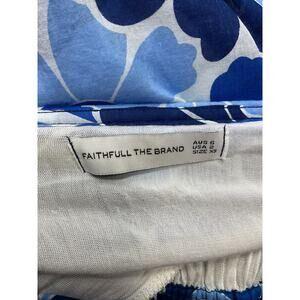 FAITHFULL THE BRAND
AUS 6
USA 2
SIZE XS